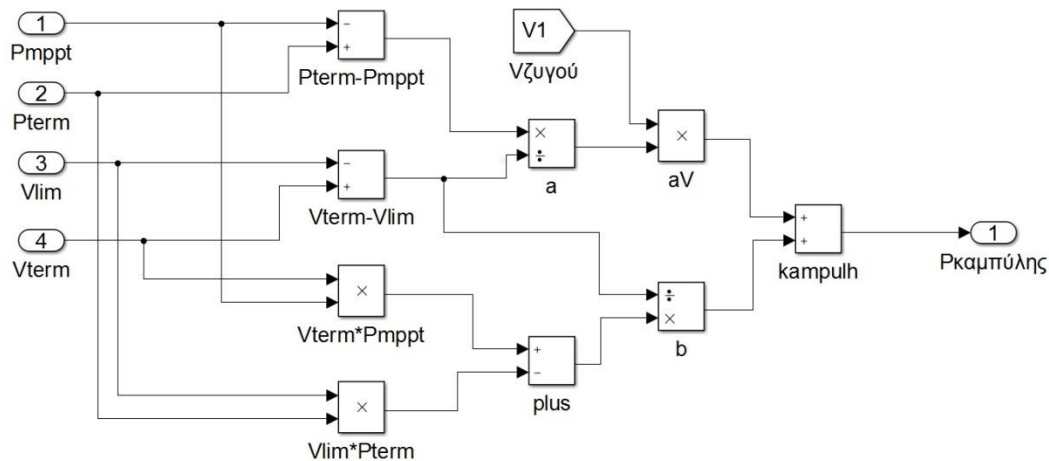 1
Pmppt
2
Pterm
3
Vlim
4
Vterm
−
+
Pterm-Pmppt
−
+
Vterm-Vlim
×
Vterm*Pmppt
×
Vlim*Pterm
V1
Vζυγού
×
÷
a
+
−
plus
×
aV
÷
×
b
+
+
kampulh
1
Pκαμπύλης